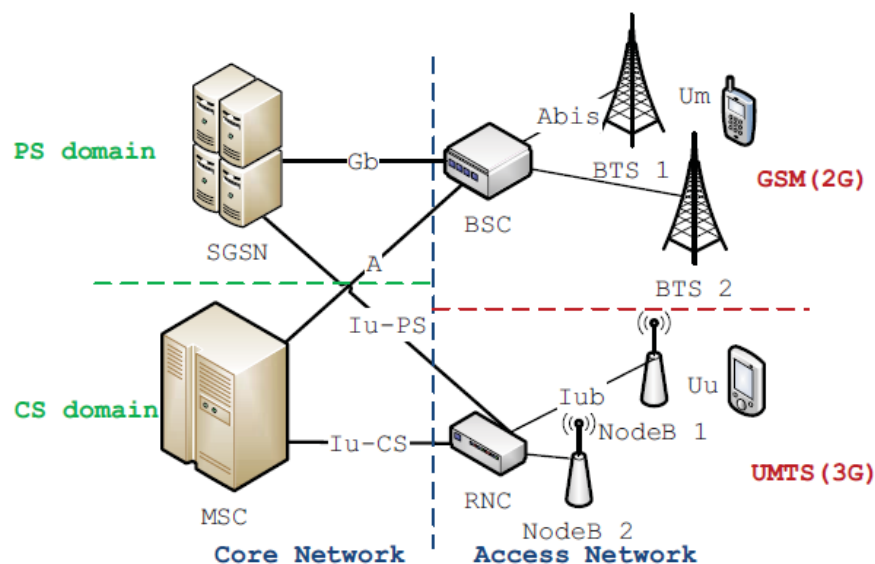 Um
Abis
PS domain
Gb
BTS 1
GSM(2G)
BSC
SGSN
A
BTS 2
Iu-PS
Uu
Iub
CS domain
NodeB 1
Iu-CS
UMTS(3G)
RNC
MSC
NodeB 2
Core Network
Access Network